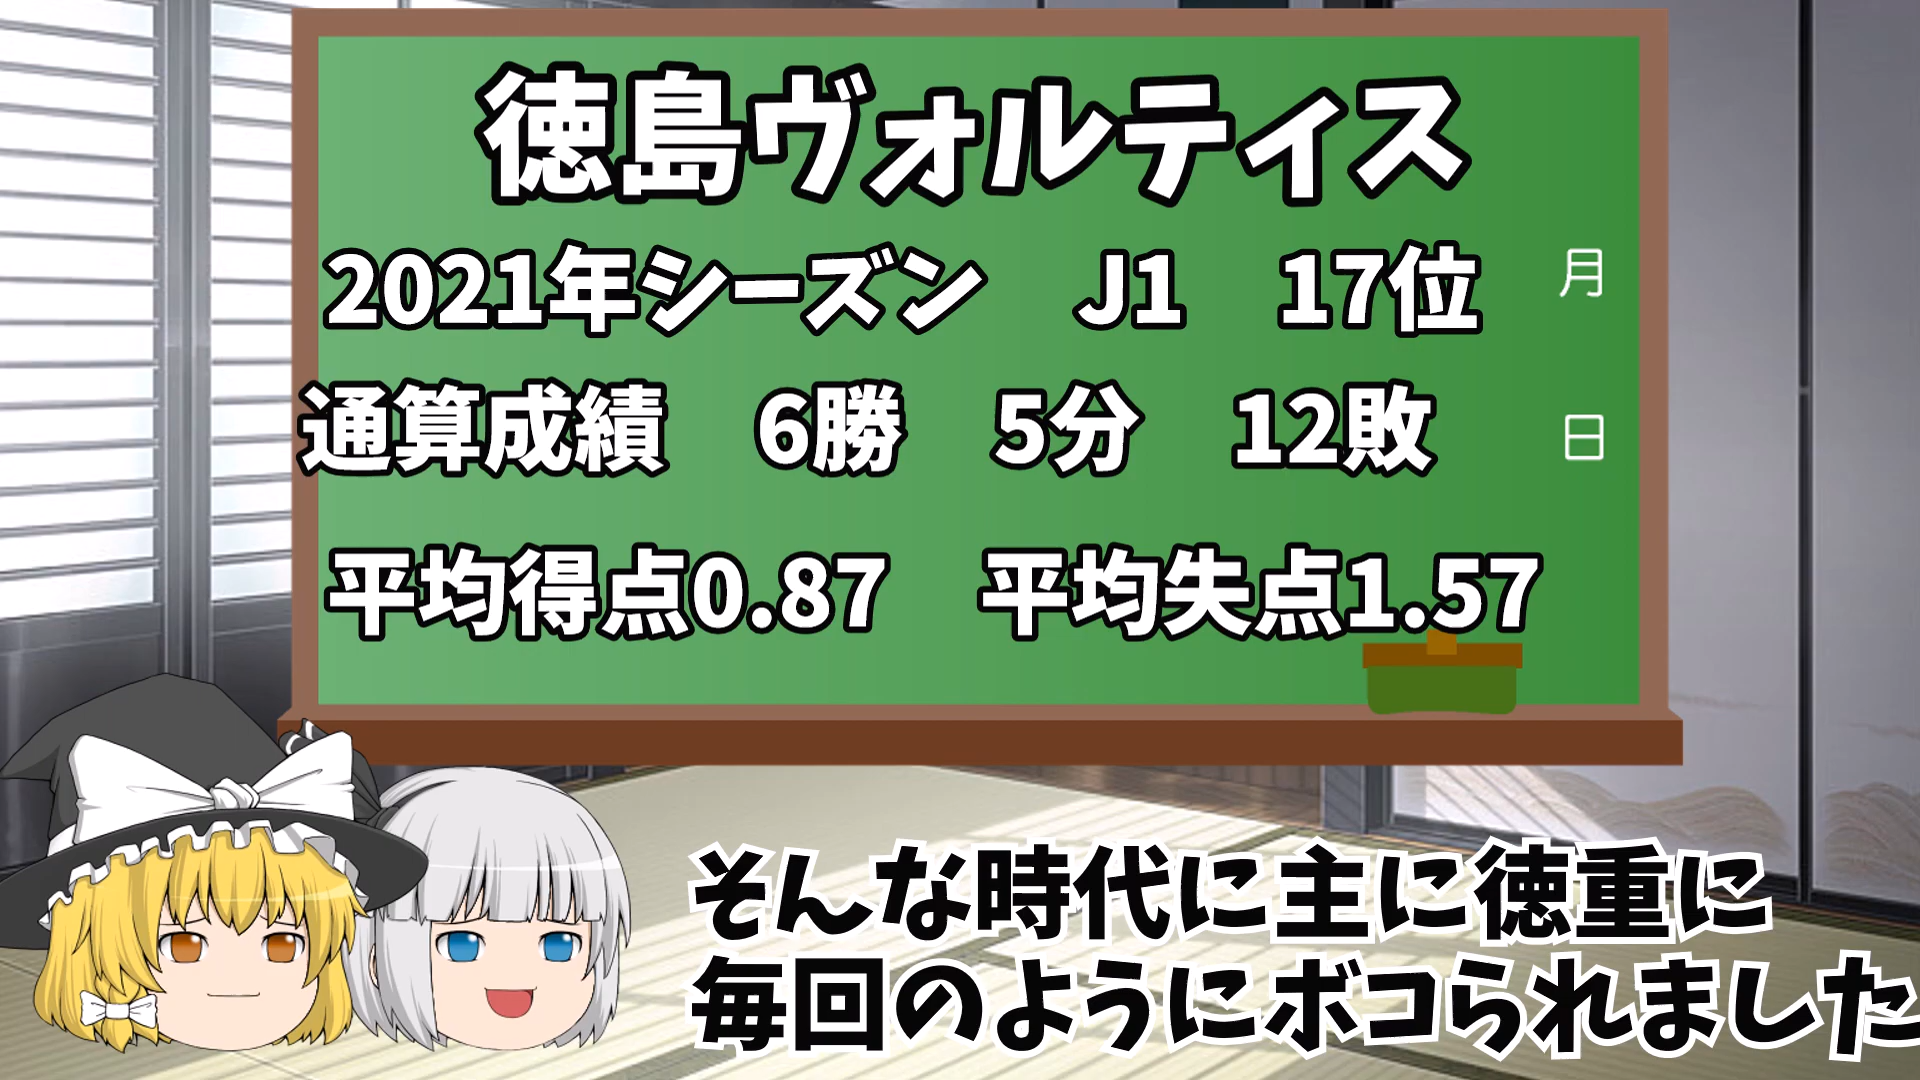 徳島ヴォルティス
2021年シーズン　J1　17位
通算成績　6勝　5分　12敗
平均得点0.87　平均失点1.57
月
日
そんな時代に主に徳重に
毎回のようにボコられました